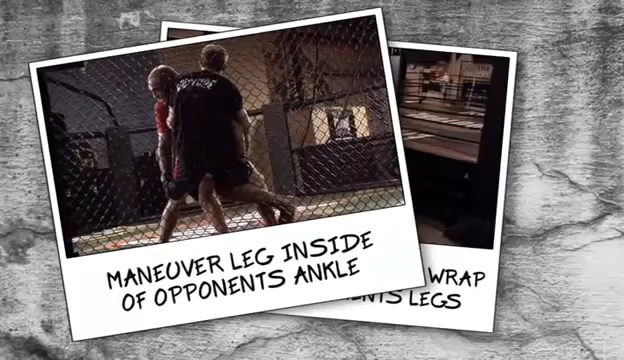 MANEUVER LEG INSIDE
OF OPPONENTS ANKLE
WRAP
LEGS